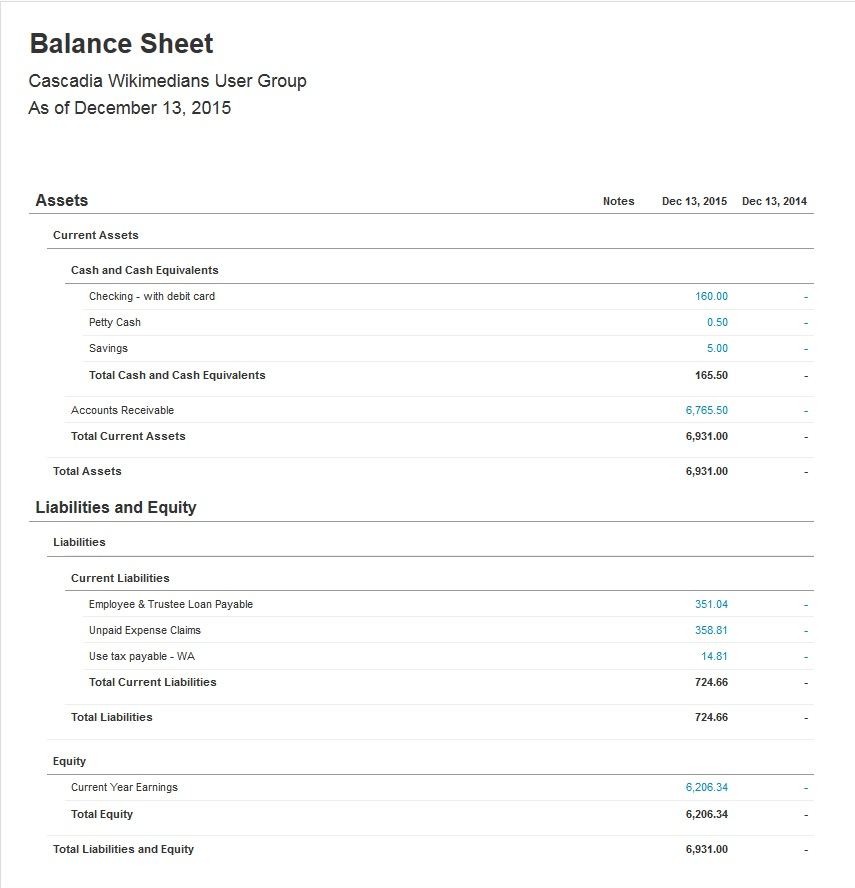 Balance Sheet
Cascadia Wikimedians User Group
As of December 13, 2015
Assets Notes Dec 13, 2015 Dec 13, 2014
Current Assets
Cash and Cash Equivalents
Checking - with debit card 160.00 -
Petty Cash 0.50 -
Savings 5.00 -
Total Cash and Cash Equivalents 165.50 -
Accounts Receivable 6,765.50 -
Total Current Assets 6,931.00 -
Total Assets 6,931.00 -
Liabilities and Equity
Liabilities
Current Liabilities
Employee & Trustee Loan Payable 351.04 -
Unpaid Expense Claims 358.81 -
Use tax payable - WA 14.81 -
Total Current Liabilities 724.66 -
Total Liabilities 724.66 -
Equity
Current Year Earnings 6,206.34 -
Total Equity 6,206.34 -
Total Liabilities and Equity 6,931.00 -